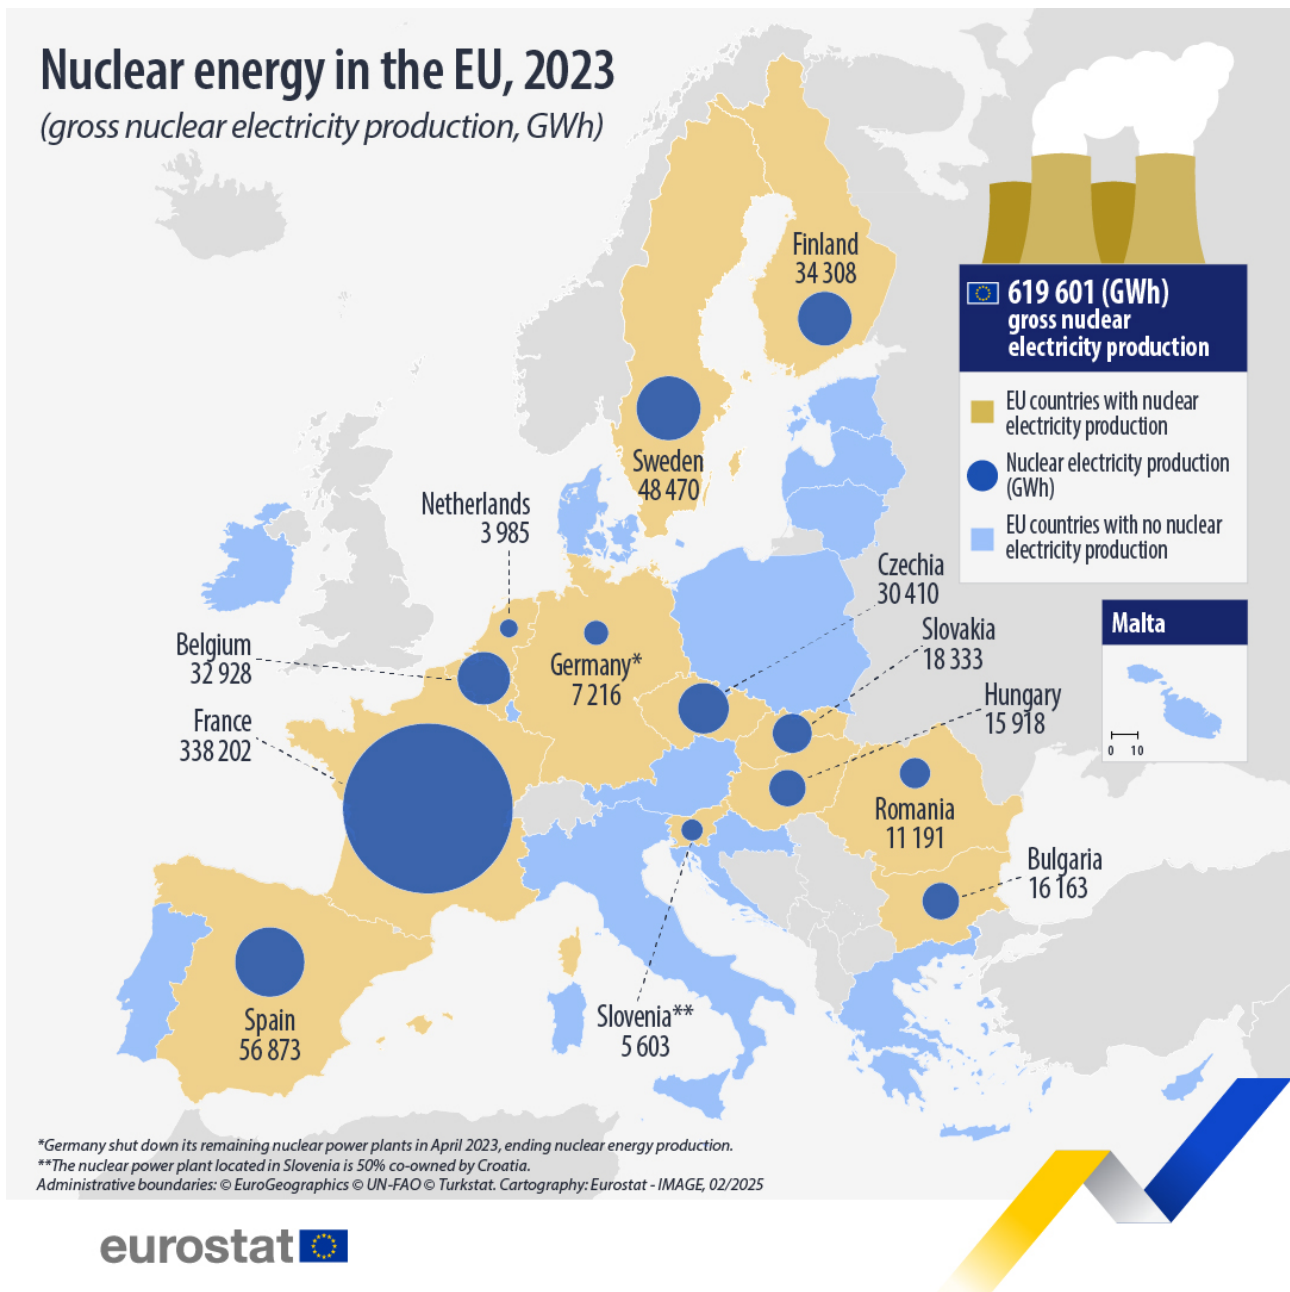 Nuclear energy in the EU, 2023
(gross nuclear electricity production, GWh)
Finland
34 308
619 601 (GWh)
gross nuclear
electricity production
EU countries with nuclear
electricity production
Nuclear electricity production
(GWh)
EU countries with no nuclear
electricity production
Sweden
48 470
Netherlands
3 985
Czechia
30 410
Slovakia
18 333
Malta
0 10
Belgium
32 928
Germany*
7 216
Hungary
15 918
France
338 202
Romania
11 191
Bulgaria
16 163
Slovenia**
5 603
Spain
56 873
*Germany shut down its remaining nuclear power plants in April 2023, ending nuclear energy production.
**The nuclear power plant located in Slovenia is 50% co-owned by Croatia.
Administrative boundaries: © EuroGeographics © UN-FAO © Turkstat. Cartography: Eurostat - IMAGE, 02/2025
eurostat